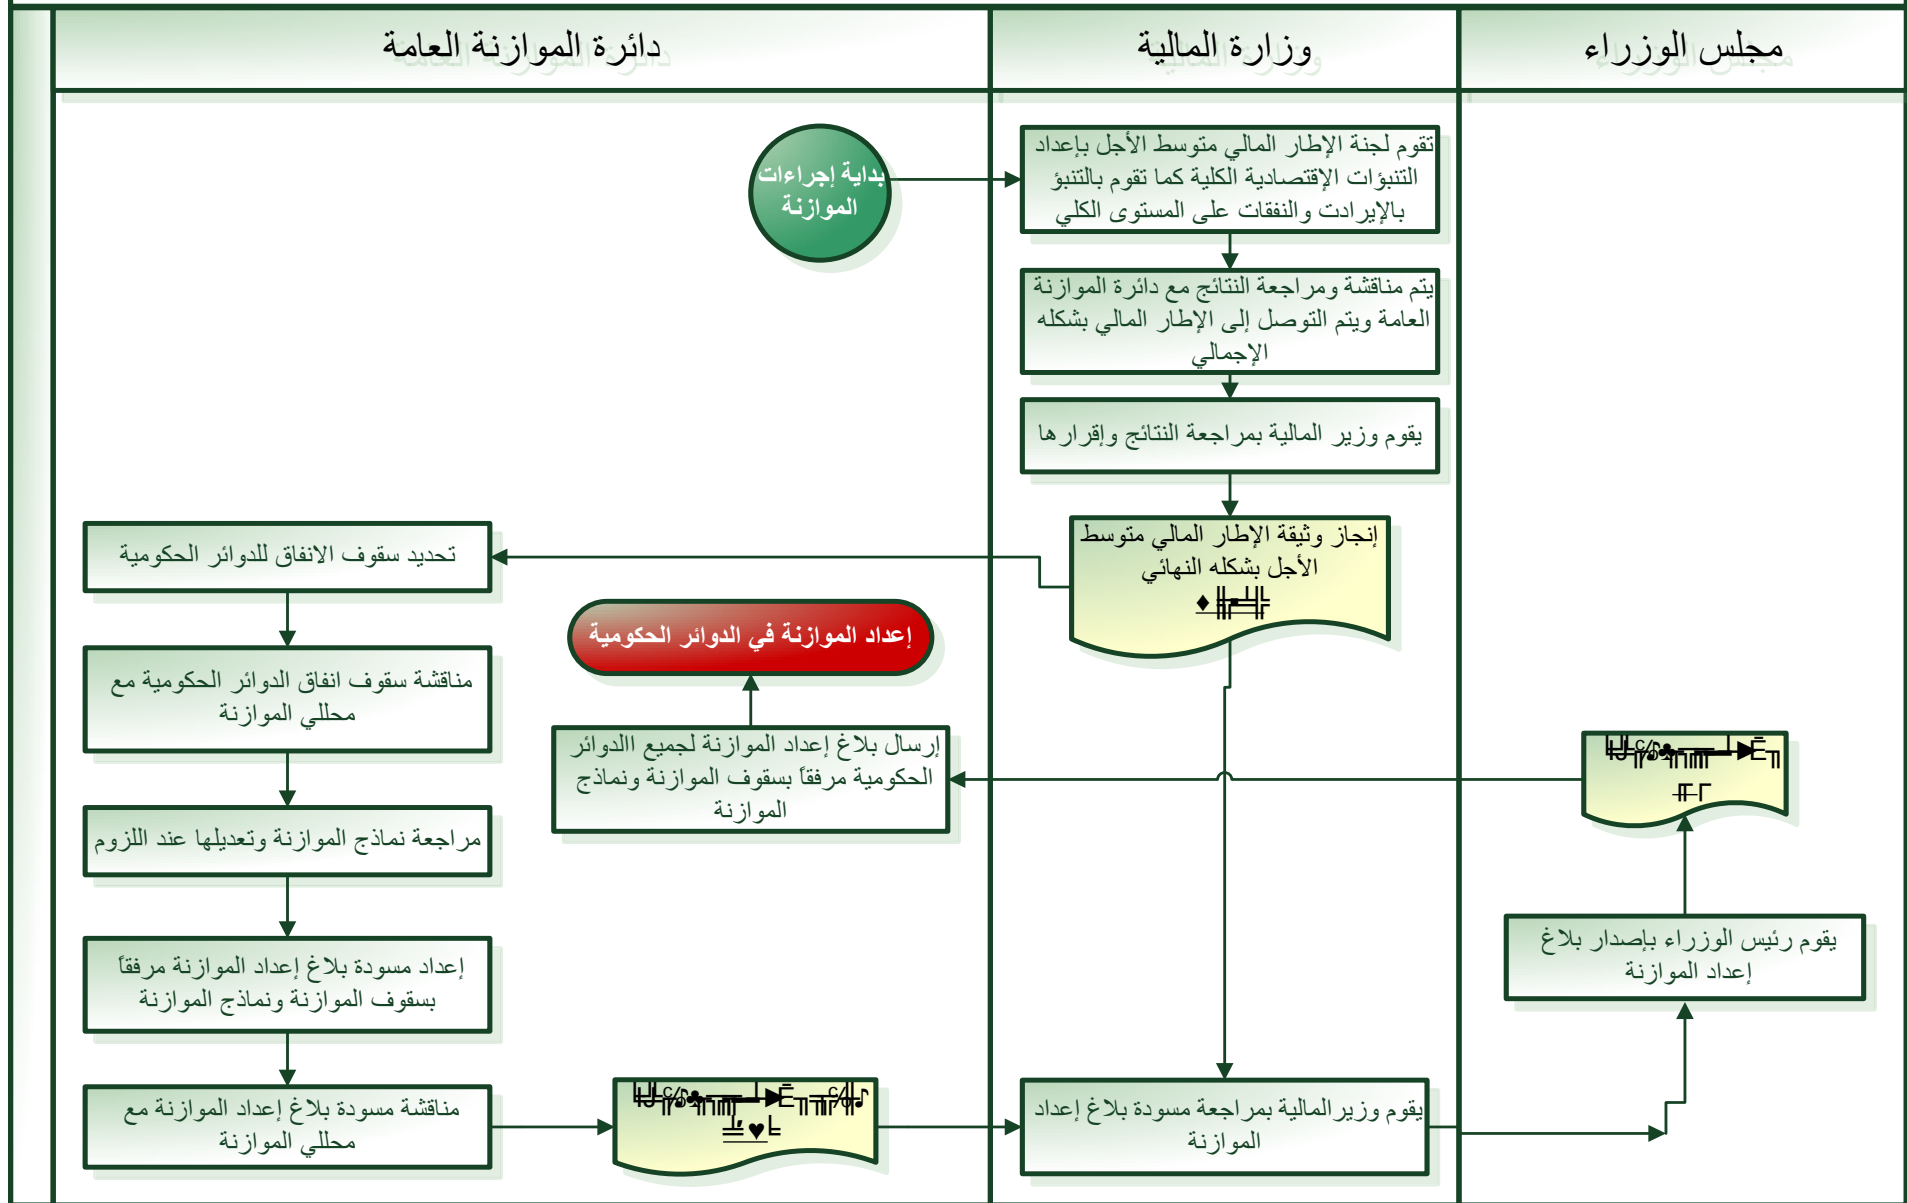 مجلس الوزراء
وزارة المالية
دائرة الموازنة العامة
بداية إجراءات
الموازنة
تقوم لجنة الإطار المالي متوسط الأجل بإعداد
التنبؤات الإقتصادية الكلية كما تقوم بالتنبؤ
بالإيرادت والنفقات على المستوى الكلي
يتم مناقشة ومراجعة النتائج مع دائرة الموازنة
العامة ويتم التوصل إلى الإطار المالي بشكله
الإجمالي
يقوم وزير المالية بمراجعة النتائج وإقرارها
إنجاز وثيقة الإطار المالي متوسط
الأجل بشكله النهائي
تحديد سقوف الانفاق للدوائر الحكومية
مناقشة سقوف انفاق الدوائر الحكومية مع
محللي الموازنة
مراجعة نماذج الموازنة وتعديلها عند اللزوم
إعداد مسودة بلاغ إعداد الموازنة مرفقاً
بسقوف الموازنة ونماذج الموازنة
مناقشة مسودة بلاغ إعداد الموازنة مع
محللي الموازنة
يقوم وزيرالمالية بمراجعة مسودة بلاغ إعداد
الموازنة
يقوم رئيس الوزراء بإصدار بلاغ
إعداد الموازنة
إرسال بلاغ إعداد الموازنة لجميع االدوائر
الحكومية مرفقاً بسقوف الموازنة ونماذج
الموازنة
إعداد الموازنة في الدوائر الحكومية